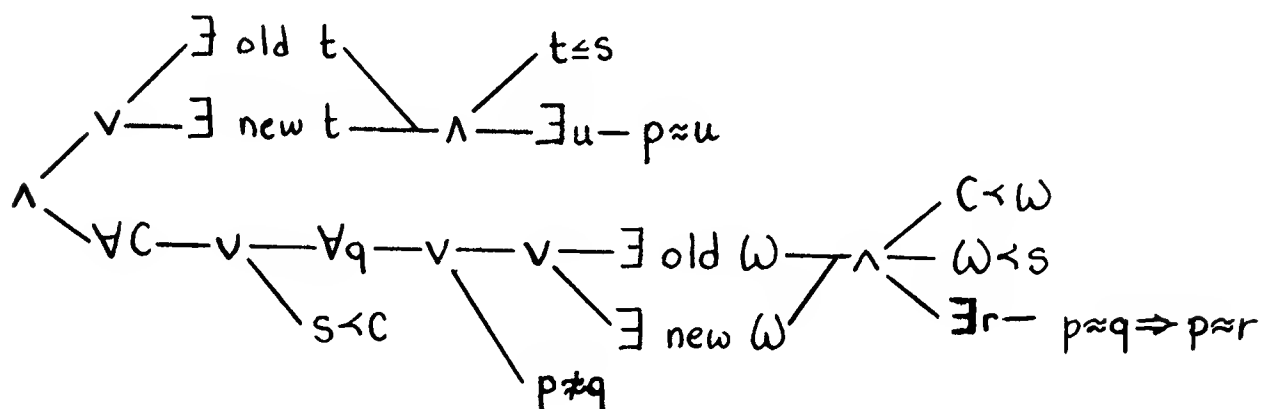 ∃ old t t≤s
∨ ∃ new t ∧ ∃u p≈u
∧ C≺ω
∀C ∨ ∀q ∨ ∨ ∃ old ω ∧ ω≺s
s≺C ∃ new ω ∃r p≈q⇒p≈r
p≉q